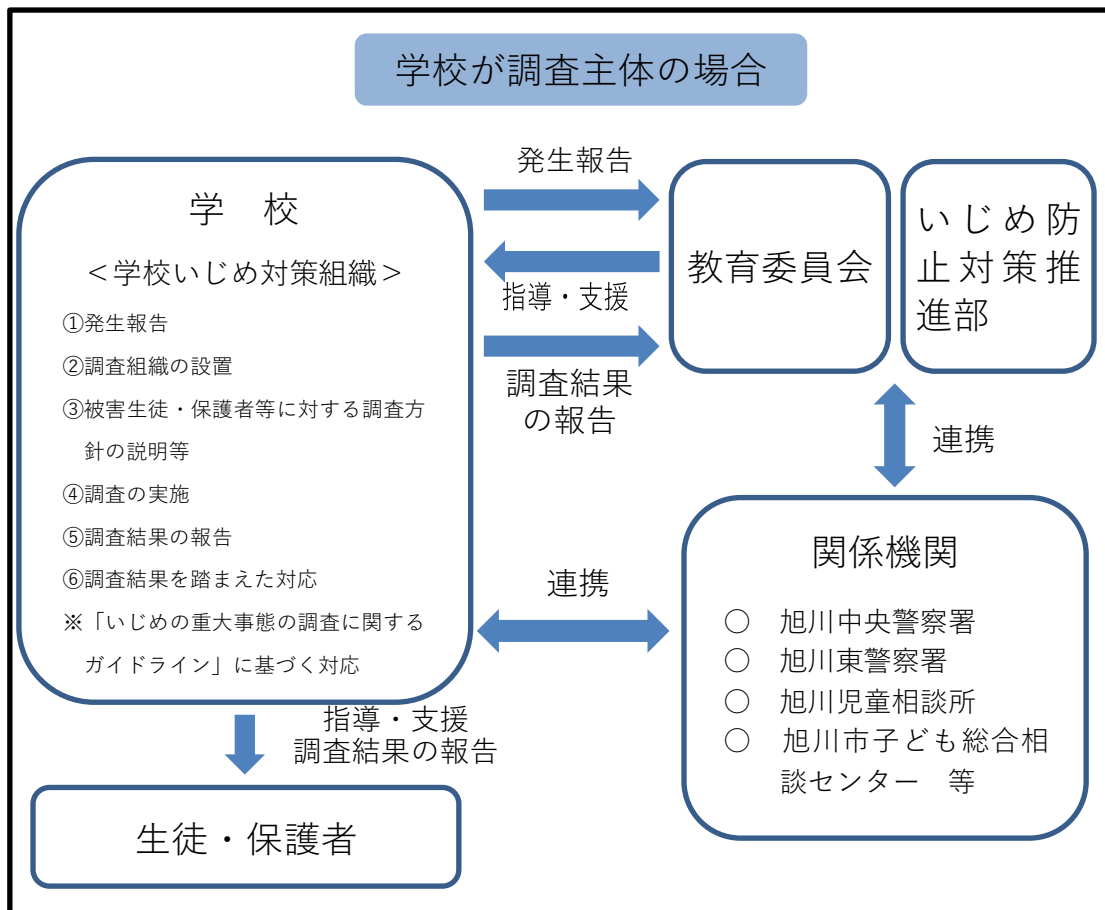 学校が調査主体の場合
学　校
＜学校いじめ対策組織＞
①発生報告
②調査組織の設置
③被害生徒・保護者等に対する調査方
針の説明等
④調査の実施
⑤調査結果の報告
⑥調査結果を踏まえた対応
※「いじめの重大事態の調査に関する
ガイドライン」に基づく対応
発生報告
指導・支援
調査結果
の報告
教育委員会
いじめ防
止対策推
進部
連携
連携
関係機関
○　旭川中央警察署
○　旭川東警察署
○　旭川児童相談所
○　旭川市子ども総合相
談センター　等
指導・支援
調査結果の報告
生徒・保護者